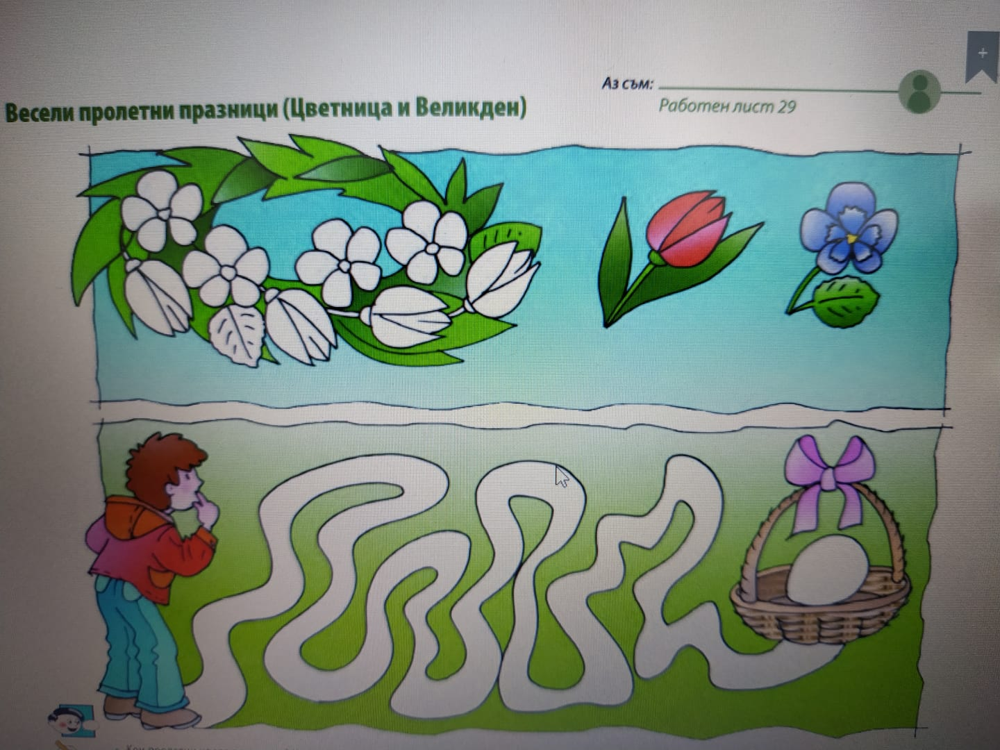 Аз съм:
Работен лист 29
Весели пролетни празници (Цветница и Великден)